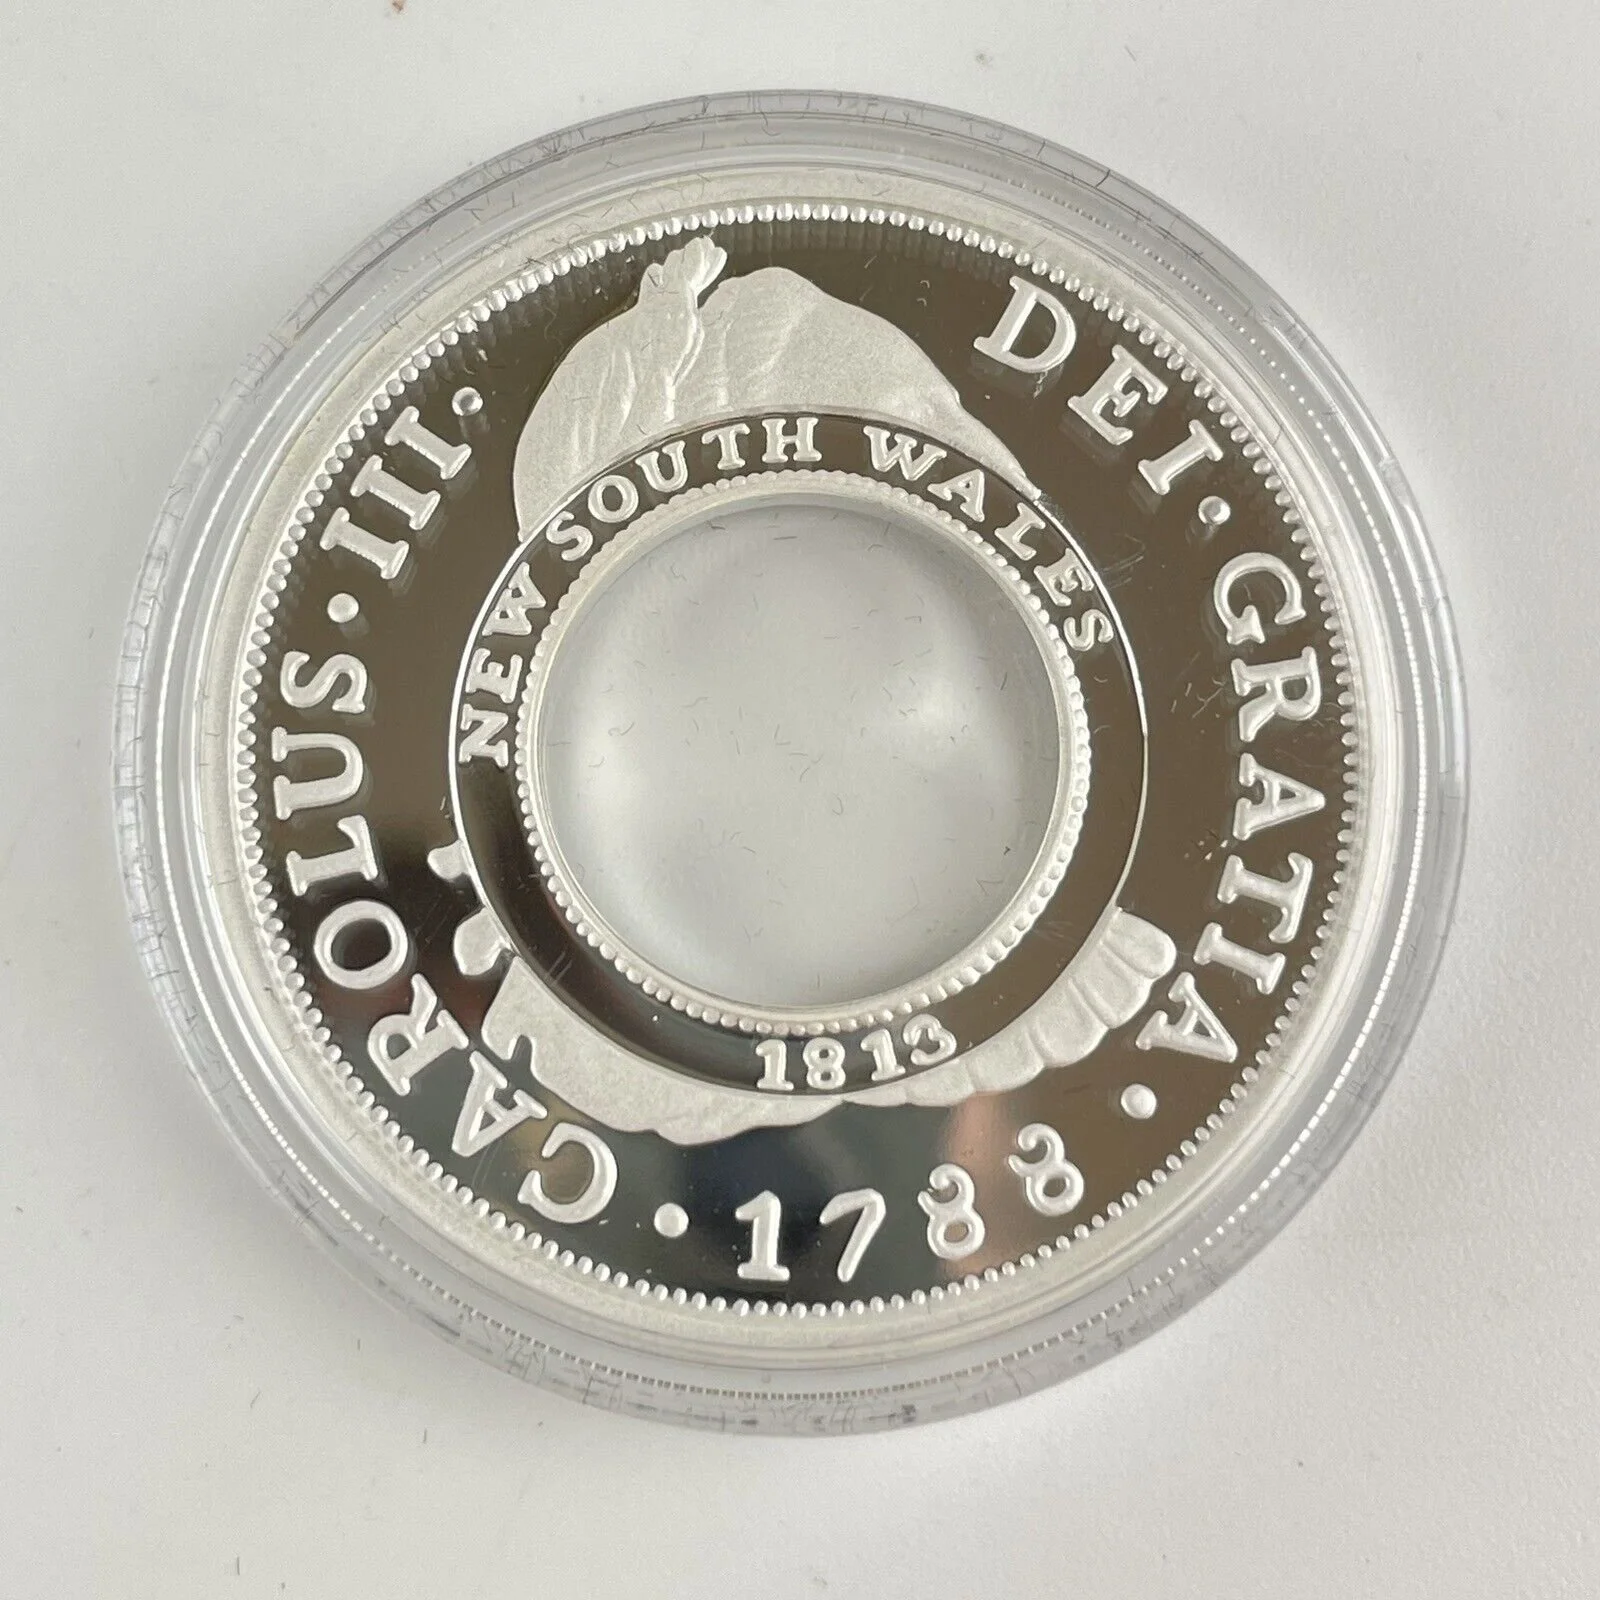 CAROLUS · III · DEI · GRATIA ·
· 1788
NEW SOUTH WALES
1813